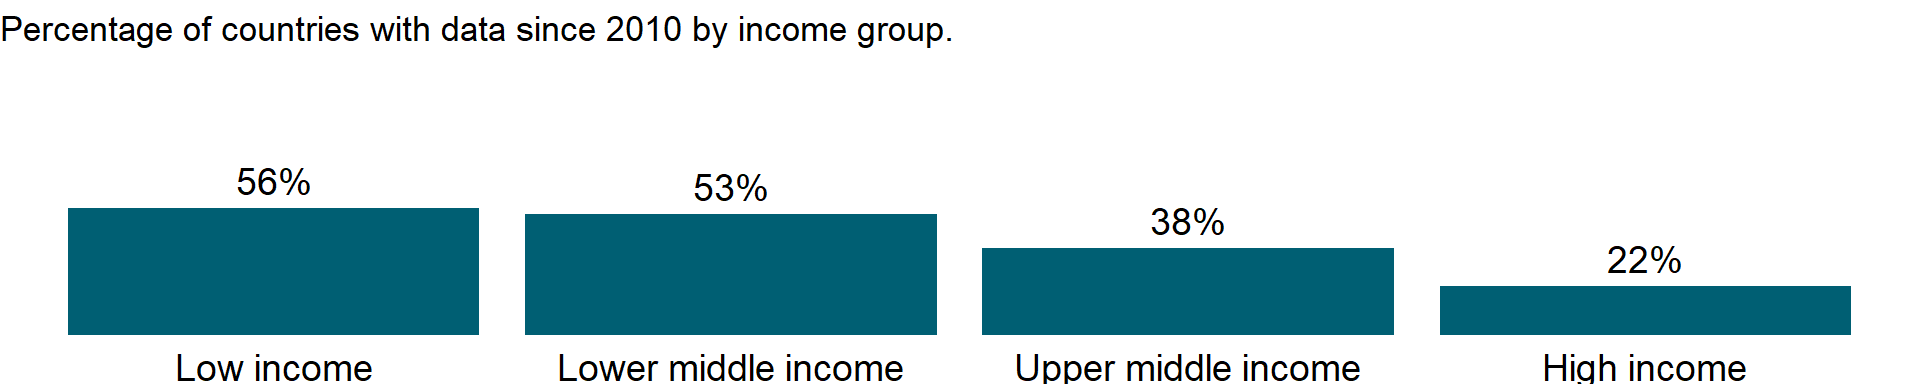 Percentage of countries with data since 2010 by income group.
56%
53%
38%
22%
Low income
Lower middle income
Upper middle income
High income